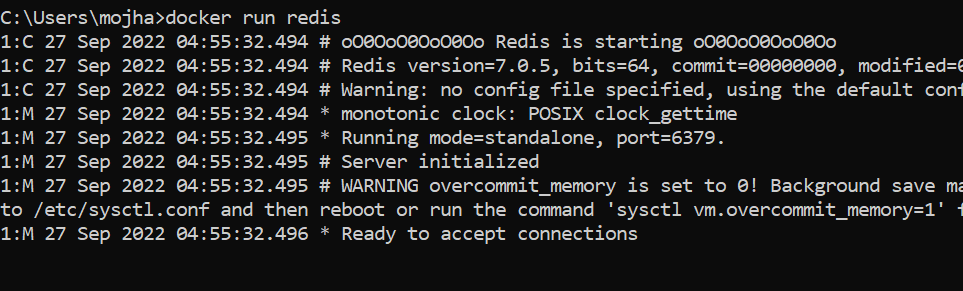 C:\Users\mojha>docker run redis
1:C 27 Sep 2022 04:55:32.494 # oO0OoO0OoO0Oo Redis is starting oO0OoO0OoO0Oo
1:C 27 Sep 2022 04:55:32.494 # Redis version=7.0.5, bits=64, commit=00000000, modified=0
1:C 27 Sep 2022 04:55:32.494 # Warning: no config file specified, using the default conf
1:M 27 Sep 2022 04:55:32.494 * monotonic clock: POSIX clock_gettime
1:M 27 Sep 2022 04:55:32.495 * Running mode=standalone, port=6379.
1:M 27 Sep 2022 04:55:32.495 # Server initialized
1:M 27 Sep 2022 04:55:32.495 # WARNING overcommit_memory is set to 0! Background save ma
to /etc/sysctl.conf and then reboot or run the command 'sysctl vm.overcommit_memory=1' f
1:M 27 Sep 2022 04:55:32.496 * Ready to accept connections